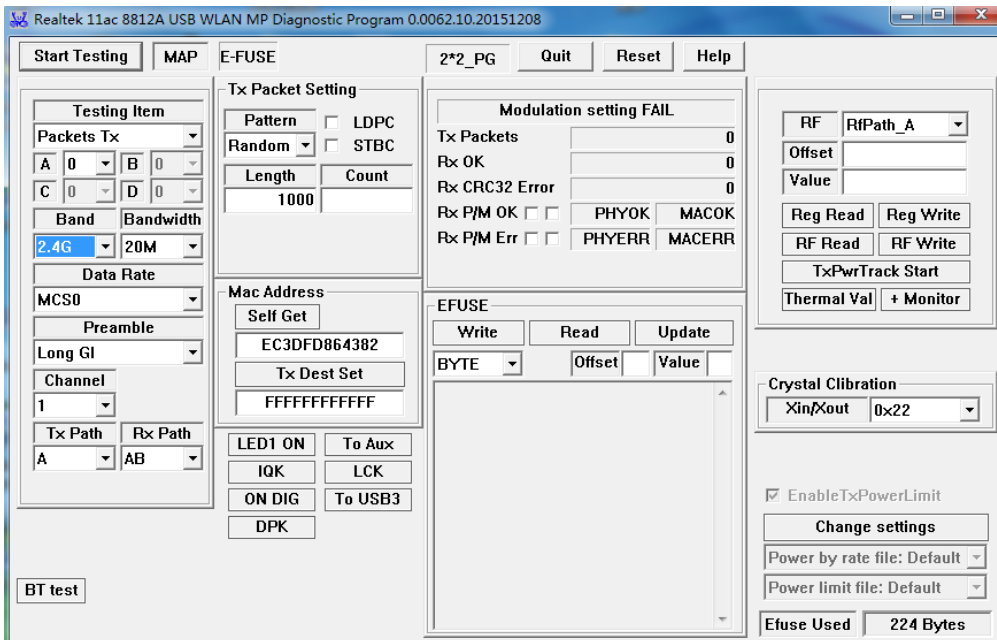 Realtek 11ac 8812A USB WLAN MP Diagnostic Program 0.0062.10.20151208
Start Testing MAP E-FUSE 2*2_PG Quit Reset Help
Testing Item
Packets Tx
A 0 B 0
C 0 D 0
Band Bandwidth
2.4G 20M
Data Rate
MCS0
Preamble
Long GI
Channel
1
Tx Path Rx Path
A AB
BT test
Tx Packet Setting
Pattern LDPC
Random STBC
Length Count
1000
Mac Address
Self Get
EC3DFD864382
Tx Dest Set
FFFFFFFFFFFF
LED1 ON To Aux
IQK LCK
ON DIG To USB3
DPK
Modulation setting FAIL
Tx Packets 0
Rx OK 0
Rx CRC32 Error 0
Rx P/M OK PHYOK MACOK
Rx P/M Err PHYERR MACERR
EFUSE
Write Read Update
BYTE Offset Value
RF RfPath_A
Offset
Value
Reg Read Reg Write
RF Read RF Write
TxPwrTrack Start
Thermal Val + Monitor
Crystal Clibration
Xin/Xout 0x22
EnableTxPowerLimit
Change settings
Power by rate file: Default
Power limit file: Default
Efuse Used 224 Bytes